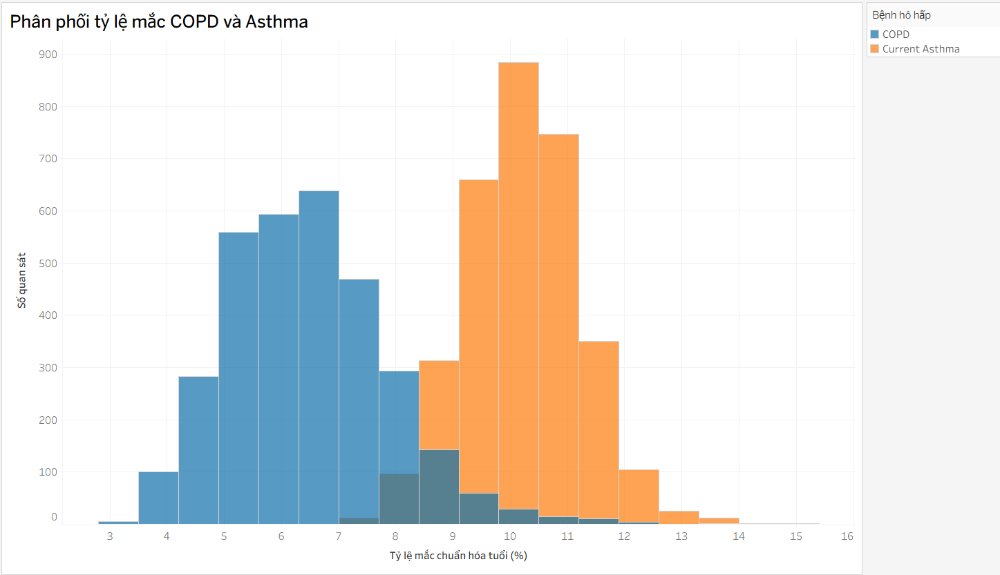 Phân phối tỷ lệ mắc COPD và Asthma
Bệnh hô hấp
COPD
Current Asthma
900
800
700
600
500
400
300
200
100
0
Số quan sát
3 4 5 6 7 8 9 10 11 12 13 14 15 16
Tỷ lệ mắc chuẩn hóa tuổi (%)